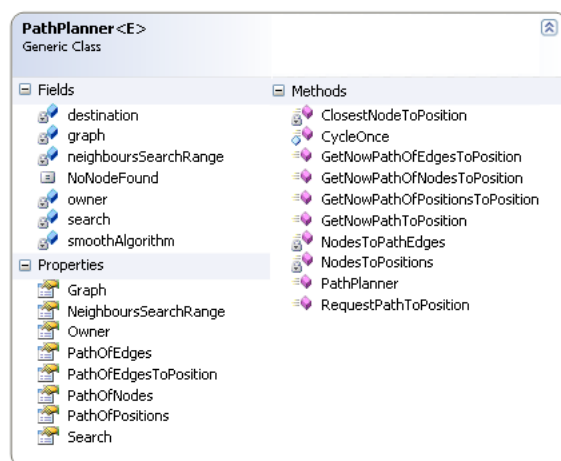 PathPlanner<E>
Generic Class
Fields
destination
graph
neighboursSearchRange
NoNodeFound
owner
search
smoothAlgorithm
Properties
Graph
NeighboursSearchRange
Owner
PathOfEdges
PathOfEdgesToPosition
PathOfNodes
PathOfPositions
Search
Methods
ClosestNodeToPosition
CycleOnce
GetNowPathOfEdgesToPosition
GetNowPathOfNodesToPosition
GetNowPathOfPositionsToPosition
GetNowPathToPosition
NodesToPathEdges
NodesToPositions
PathPlanner
RequestPathToPosition